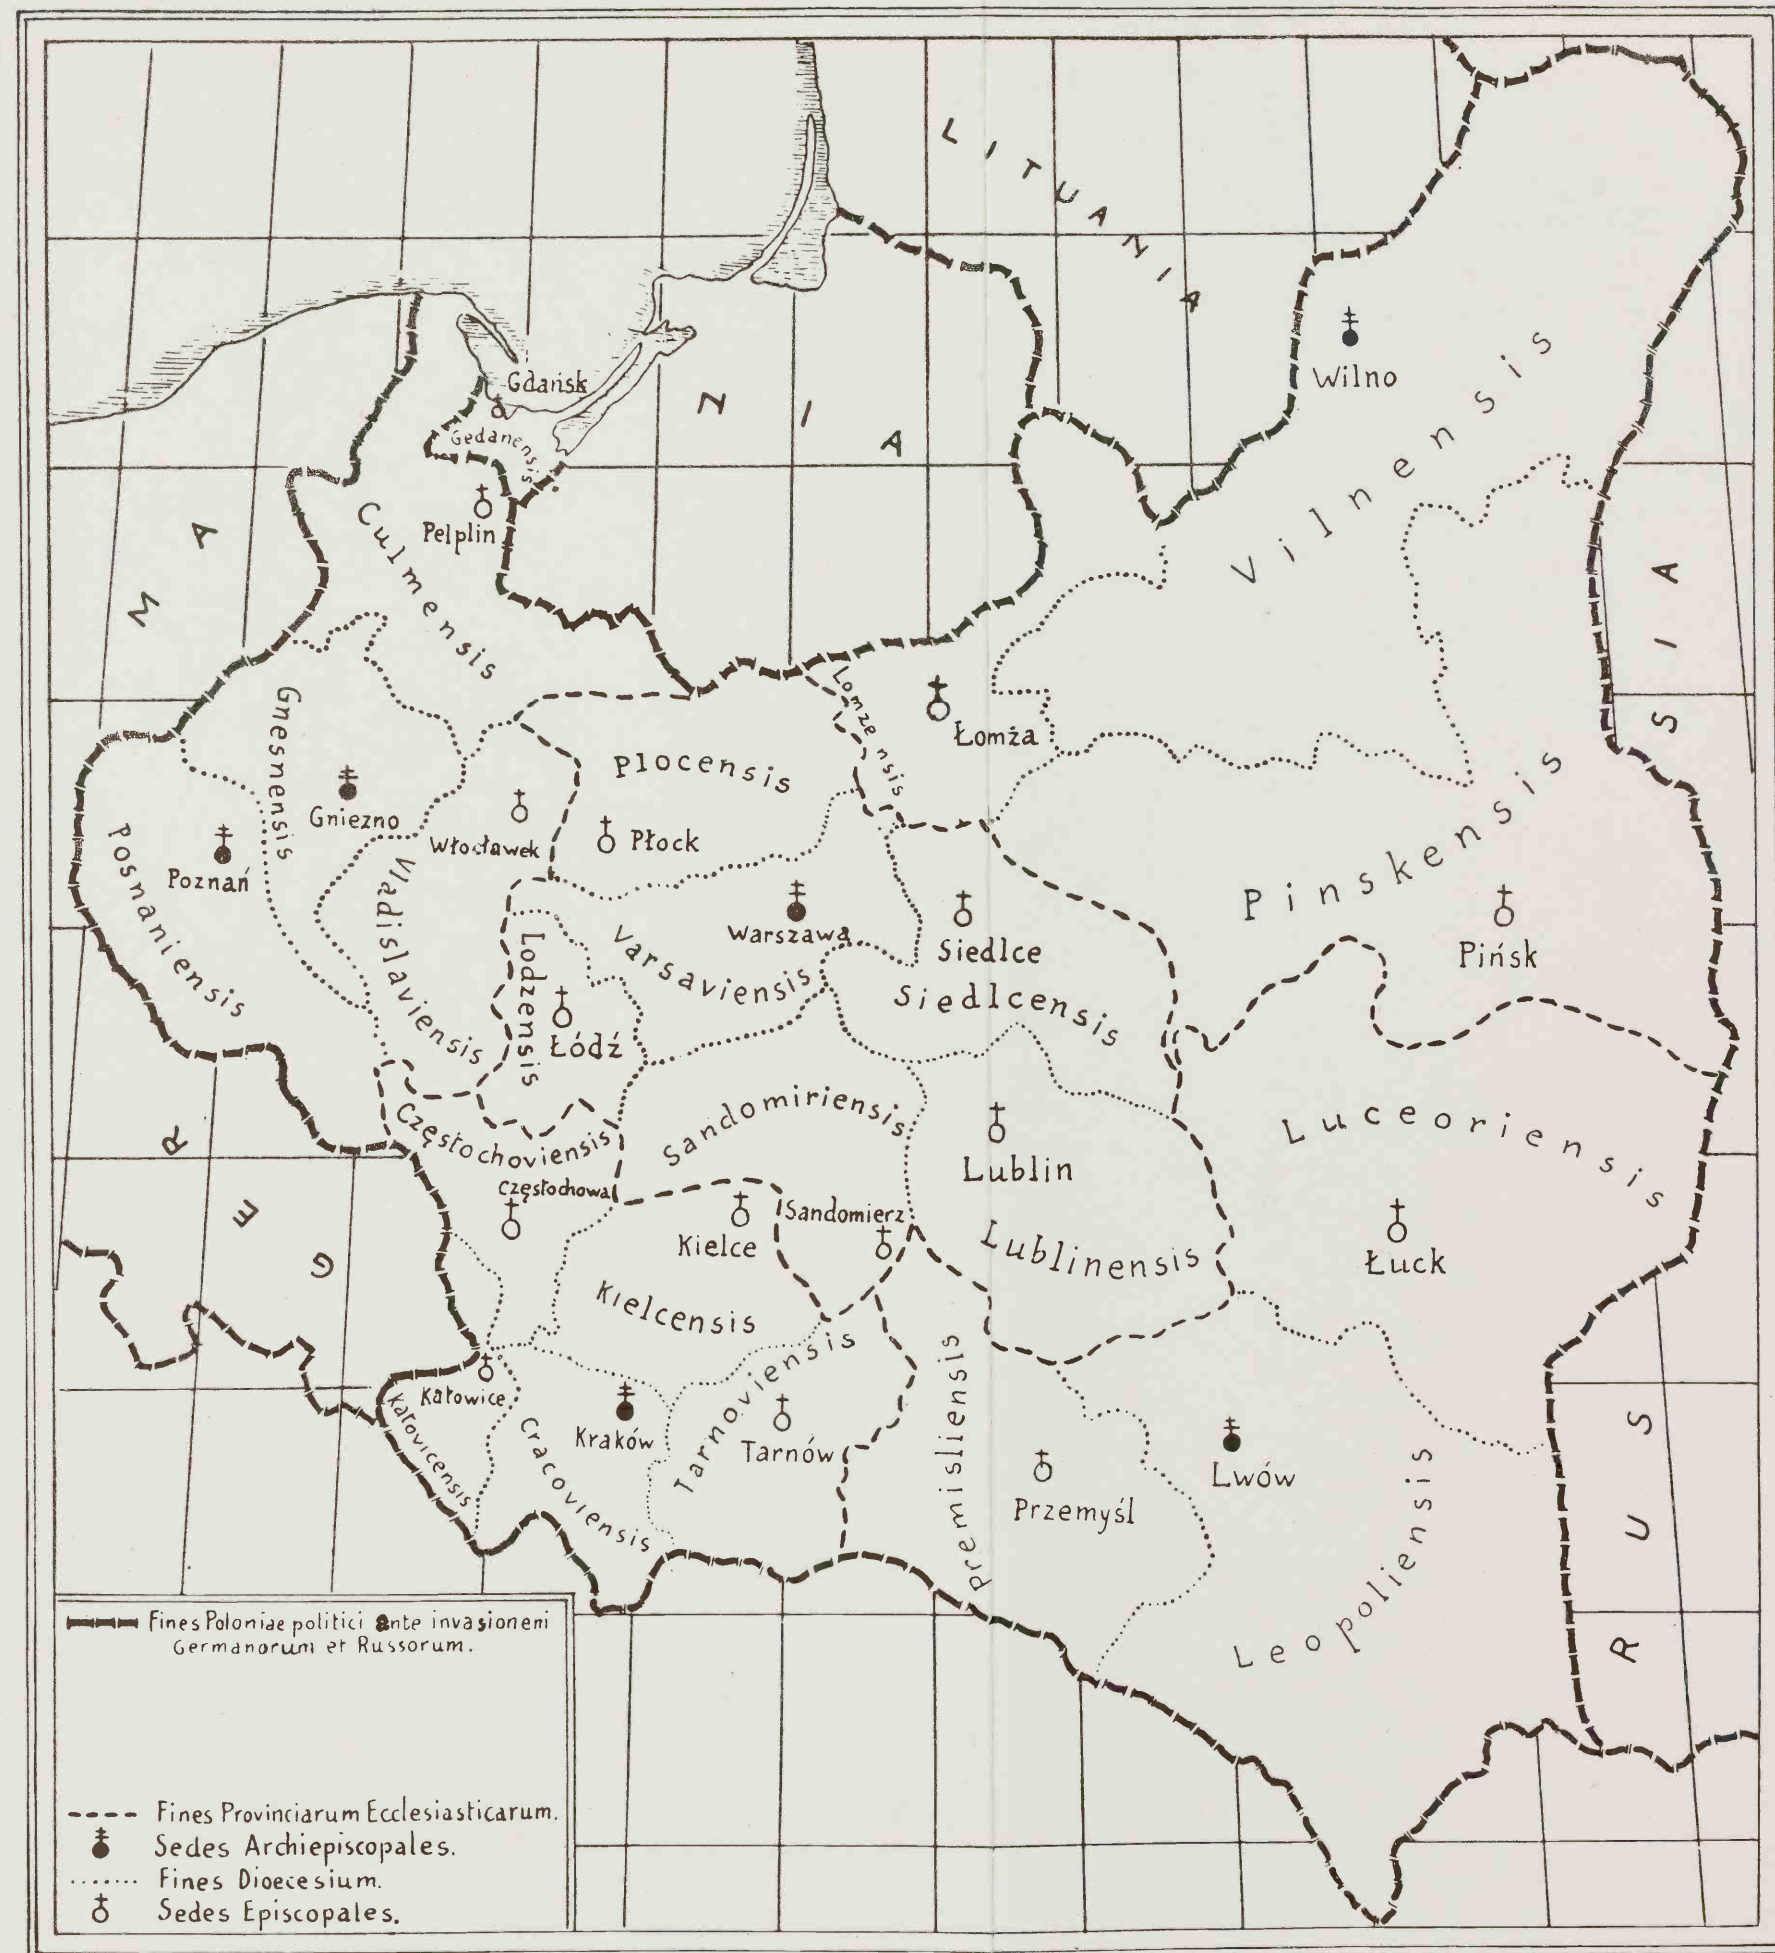 LITUANIA
GERMANIA
RUSSIA
Gdańsk
Gedanensis
Wilno
Vilnensis
Pelplin
Culmensis
Lomzensis
Łomża
Gnesnensis
Gniezno
Plocensis
Płock
Włocławek
Poznań
Posnaniensis
Vladislaviensis
Warszawa
Varsaviensis
Lodzensis
Łódź
Siedlce
Siedlcensis
Pinskensis
Pińsk
Częstochoviensis
Częstochowa
Sandomiriensis
Sandomierz
Lublin
Lublinensis
Luceoriensis
Łuck
Kielce
Kielcensis
Katowice
Katovicensis
Kraków
Cracoviensis
Tarnoviensis
Tarnów
Premisliensis
Przemyśl
Lwów
Leopoliensis
Fines Poloniae politici ante invasionem
Germanorum et Russorum.
Fines Provinciarum Ecclesiasticarum.
Sedes Archiepiscopales.
Fines Dioecesium.
Sedes Episcopales.